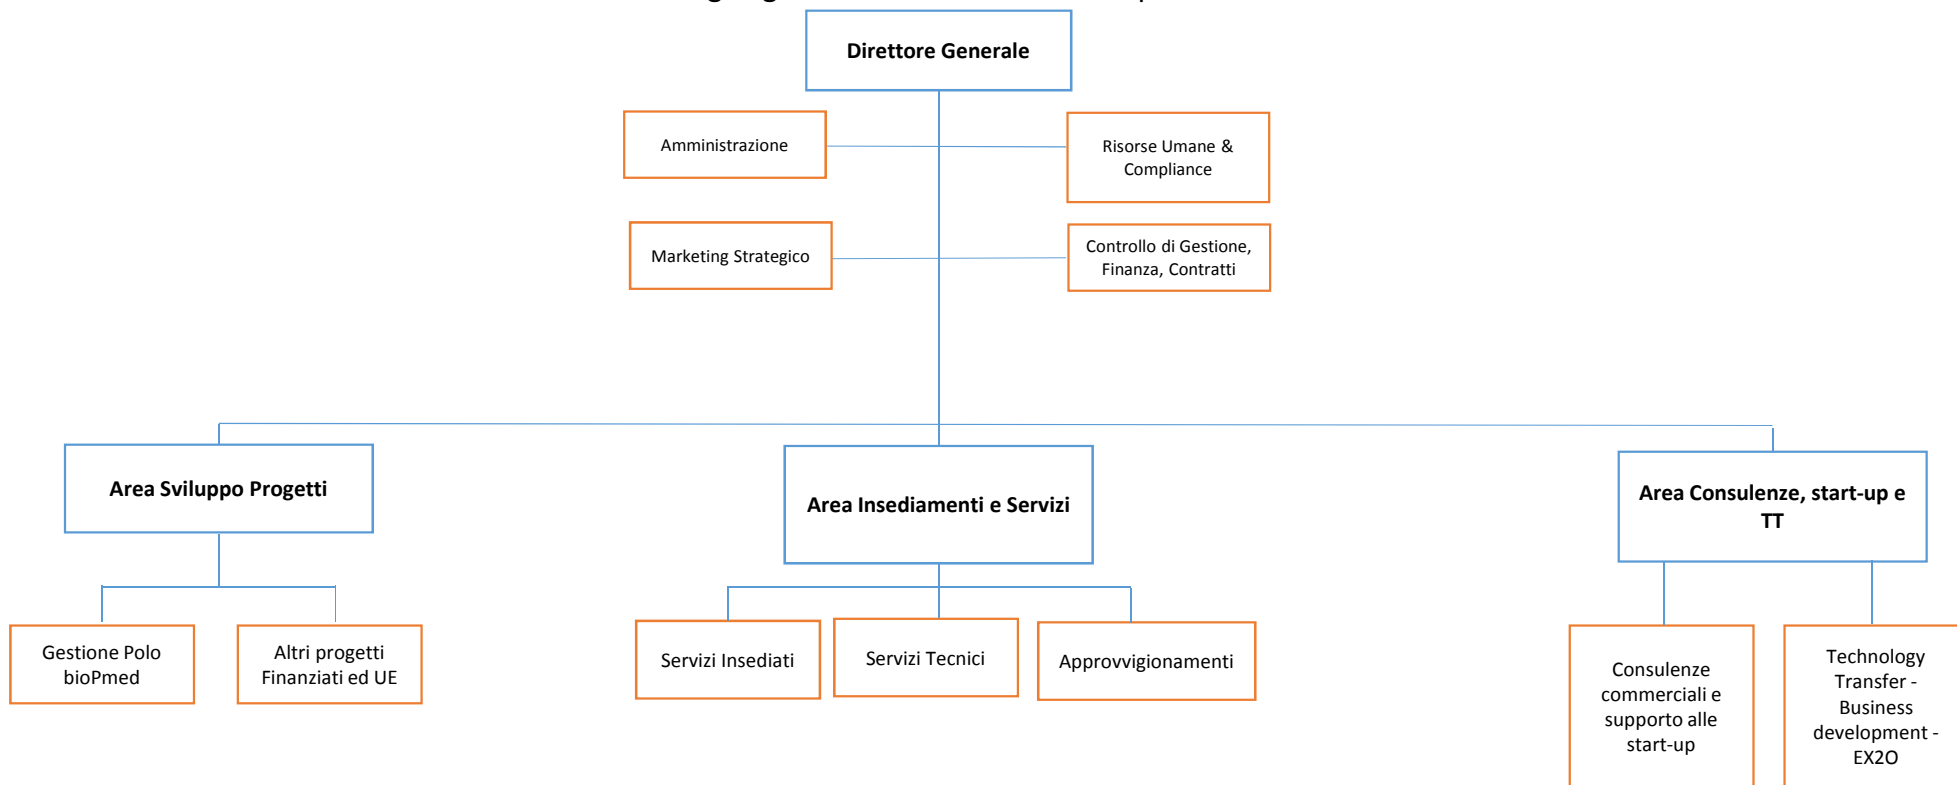 Direttore Generale
Amministrazione
Risorse Umane &
Compliance
Marketing Strategico
Controllo di Gestione,
Finanza, Contratti
Area Sviluppo Progetti
Area Insediamenti e Servizi
Area Consulenze, start-up e
TT
Gestione Polo
bioPmed
Altri progetti
Finanziati ed UE
Servizi Insediati
Servizi Tecnici
Approvvigionamenti
Consulenze
commerciali e
supporto alle
start-up
Technology
Transfer -
Business
development -
EX2O